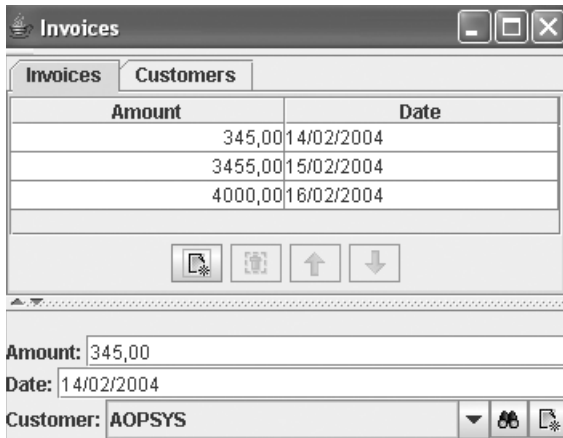 Invoices
Invoices Customers
Amount Date
345,00 14/02/2004
3455,00 15/02/2004
4000,00 16/02/2004
Amount: 345,00
Date: 14/02/2004
Customer: AOPSYS